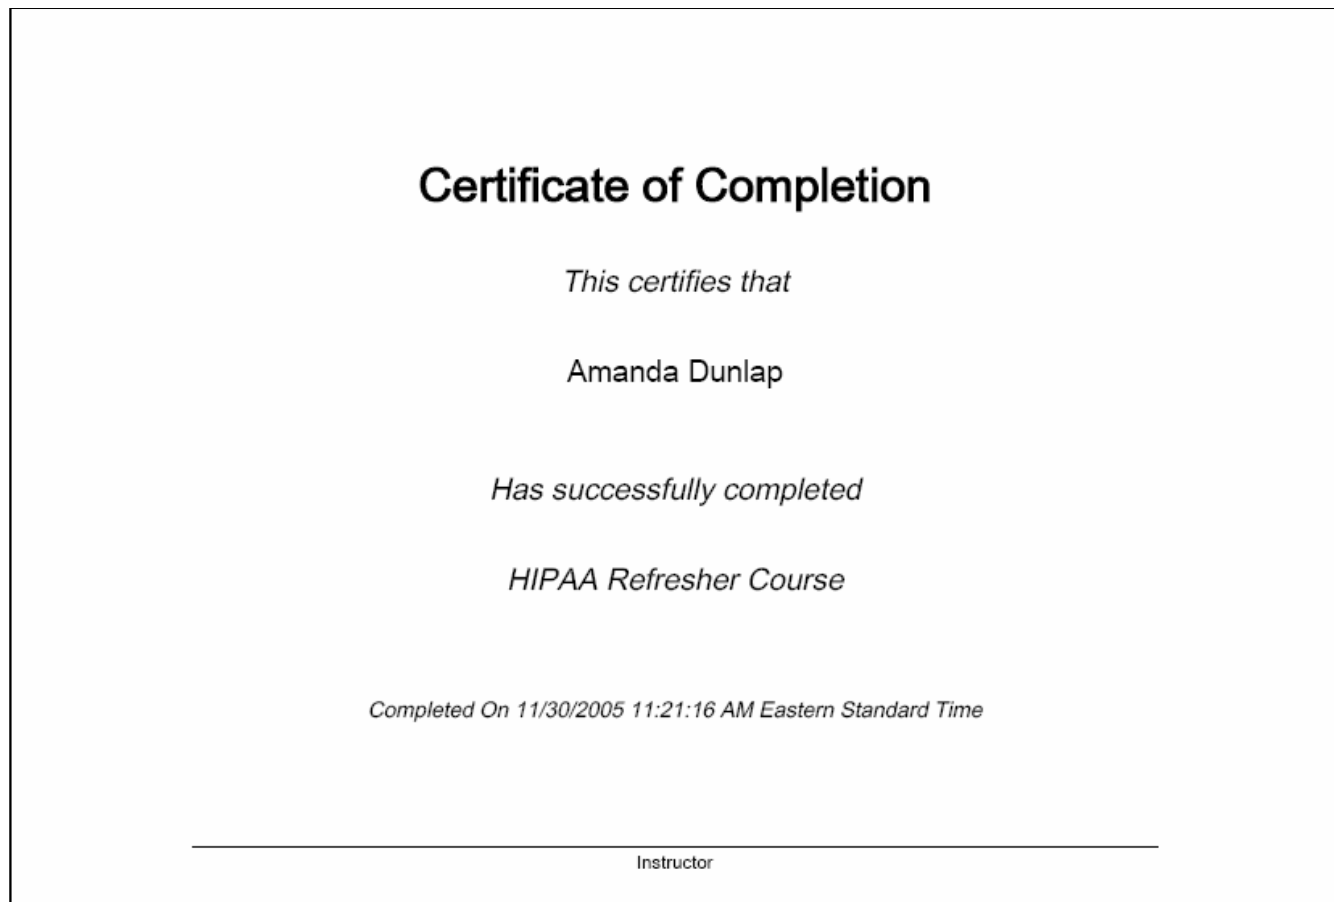 Certificate of Completion
This certifies that
Amanda Dunlap
Has successfully completed
HIPAA Refresher Course
Completed On 11/30/2005 11:21:16 AM Eastern Standard Time
Instructor